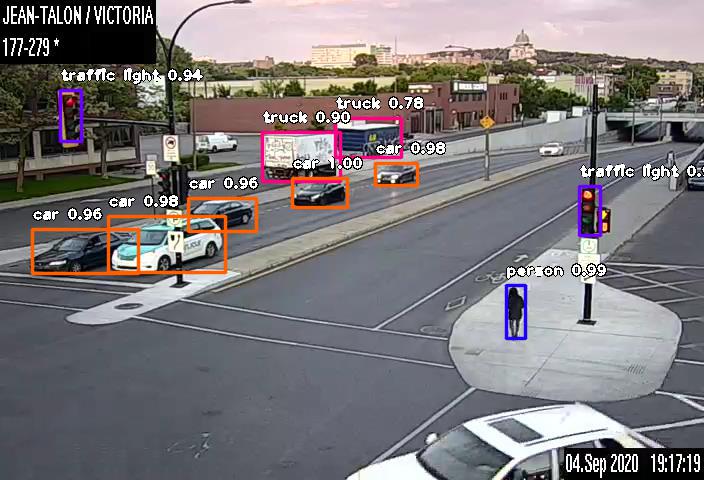 JEAN-TALON / VICTORIA
177-279 *
traffic light 0.94
truck 0.78
truck 0.90
car 0.98
car 1.00
car 0.96
car 0.98
car 0.96
traffic light 0.9
person 0.99
04.Sep 2020 19:17:19